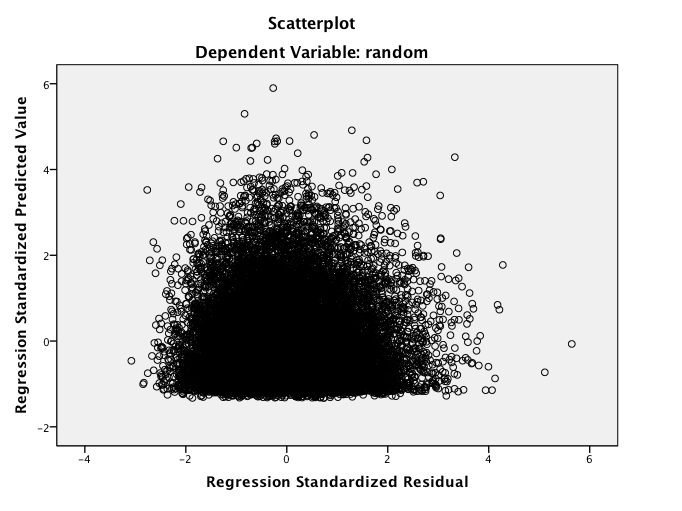 Scatterplot
Dependent Variable: random
Regression Standardized Predicted Value
6
4
2
0
−2
−4
−2
0
2
4
6
Regression Standardized Residual